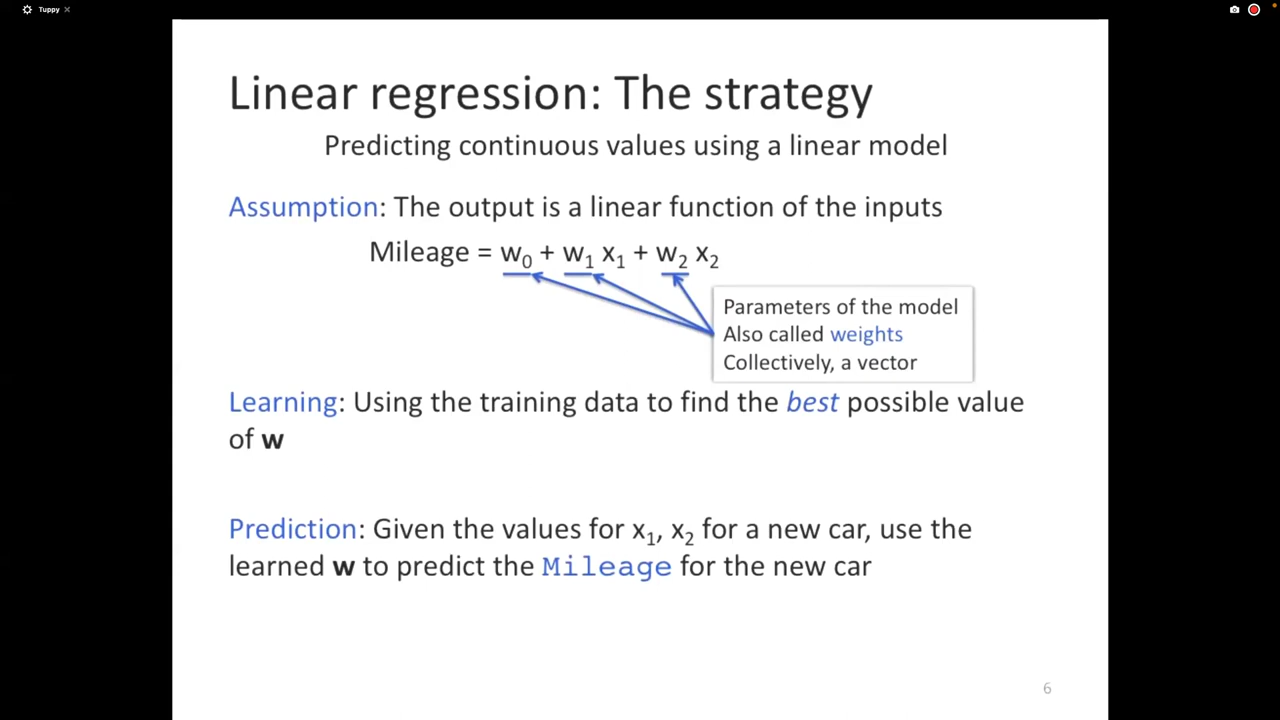 Tuppy
Linear regression: The strategy
Predicting continuous values using a linear model
Assumption: The output is a linear function of the inputs
Mileage = w₀ + w₁ x₁ + w₂ x₂
Parameters of the model
Also called weights
Collectively, a vector
Learning: Using the training data to find the best possible value
of w
Prediction: Given the values for x₁, x₂ for a new car, use the
learned w to predict the Mileage for the new car
6